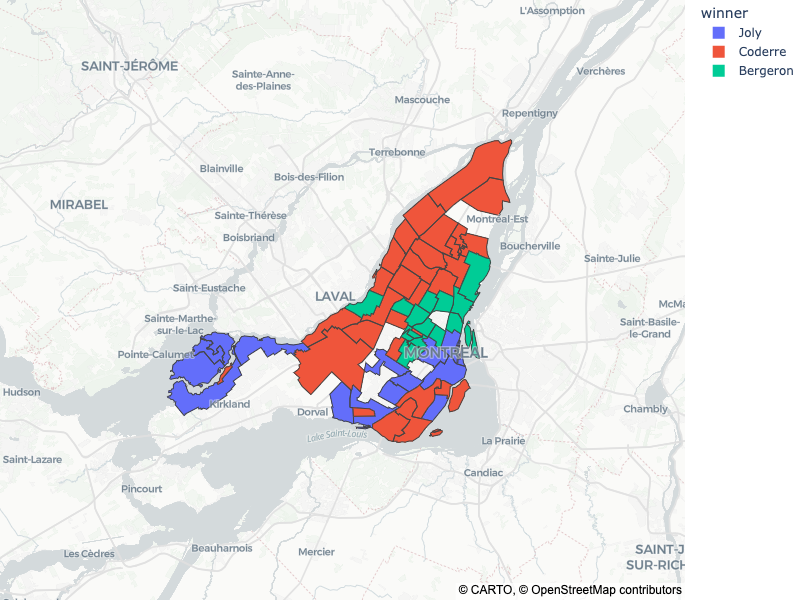 winner
Joly
Coderre
Bergeron
L'Assomption
SAINT-JÉRÔME
Sainte-Anne-
des-Plaines
Verchères
Mascouche
Repentigny
Terrebonne
Blainville
Bois-des-Filion
MIRABEL
Sainte-Thérèse
Montréal-Est
Boisbriand
Boucherville
Sainte-Julie
Saint-Eustache
LAVAL
McMa
Sainte-Marthe-
sur-le-Lac
Saint-Basile-
le-Grand
Pointe-Calumet
MONTRÉAL
Hudson
Kirkland
Dorval
Chambly
Lake Saint-Louis
La Prairie
Saint-Lazare
Candiac
Pincourt
Les Cèdres
Beauharnois
Mercier
SAINT-J
SUR-RICH
© CARTO, © OpenStreetMap contributors